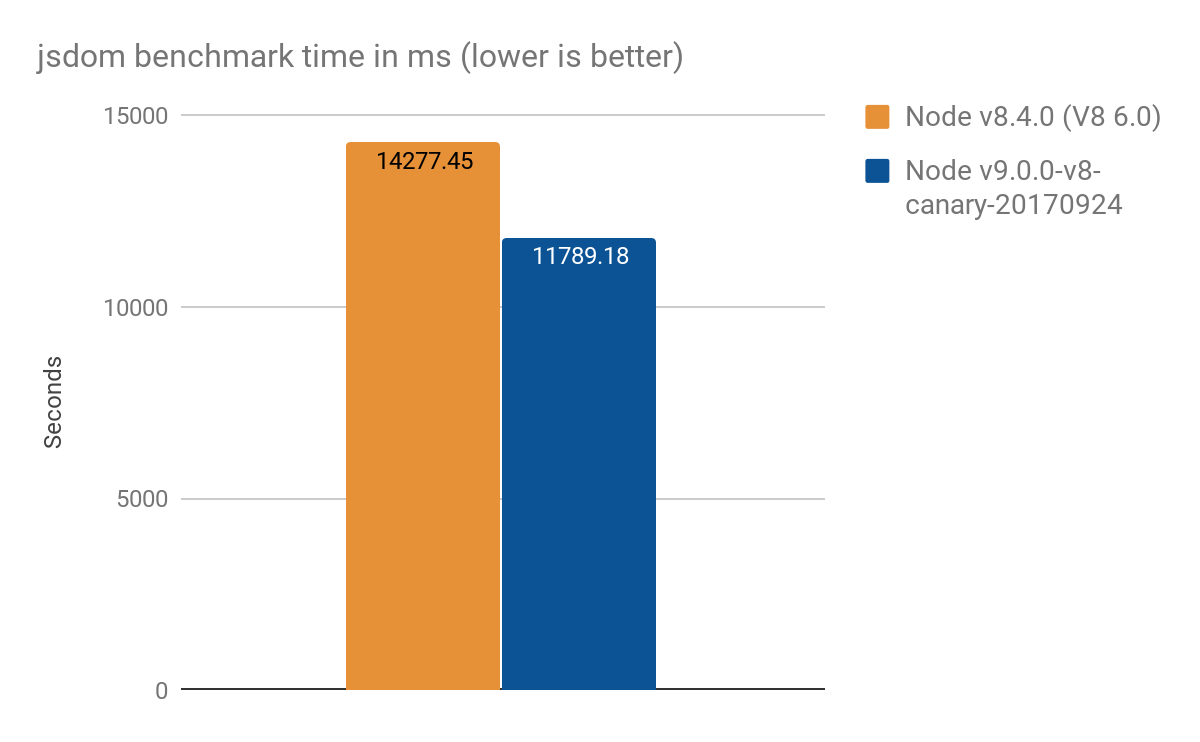 jsdom benchmark time in ms (lower is better)
15000
10000
5000
0
Seconds
14277.45
11789.18
Node v8.4.0 (V8 6.0)
Node v9.0.0-v8-
canary-20170924